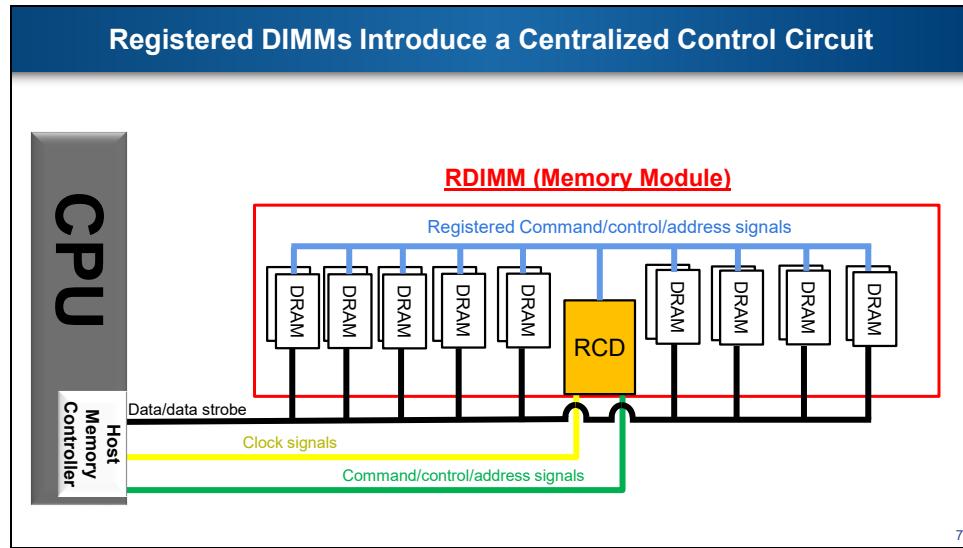 Registered DIMMs Introduce a Centralized Control Circuit
CPU
Host
Memory
Controller
RDIMM (Memory Module)
Registered Command/control/address signals
DRAM
DRAM
DRAM
DRAM
DRAM
RCD
DRAM
DRAM
DRAM
DRAM
Data/data strobe
Clock signals
Command/control/address signals
7